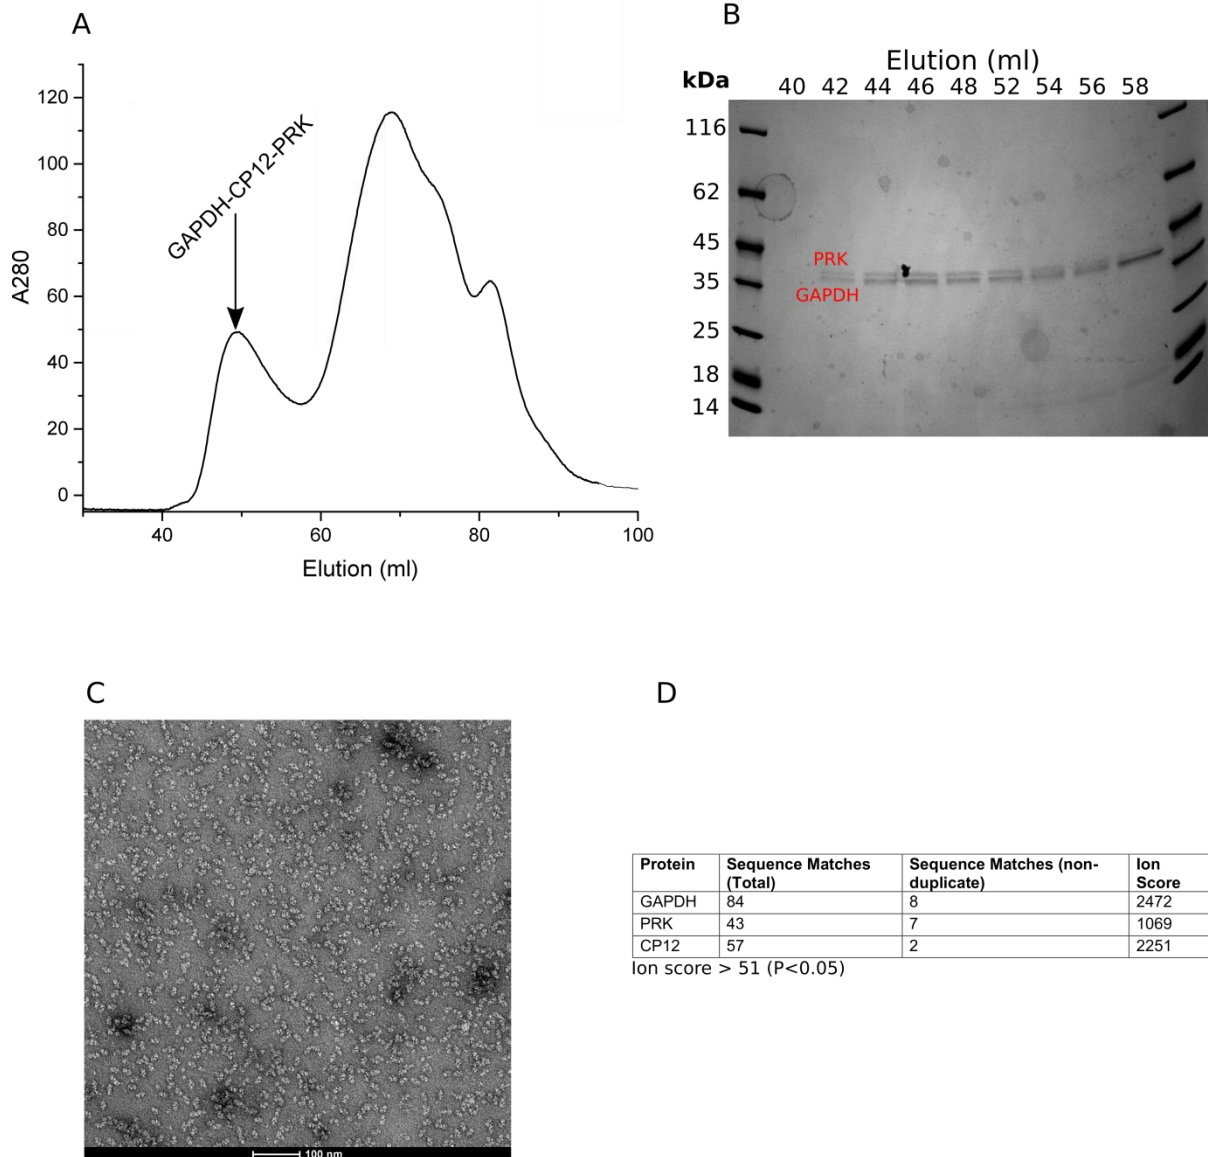 A
GAPDH-CP12-PRK
A280
120
100
80
60
40
20
0
40 60 80 100
Elution (ml)
B
Elution (ml)
kDa 40 42 44 46 48 52 54 56 58
116
62
45
35
25
18
14
PRK
GAPDH
C
100 nm
D
Protein Sequence Matches (Total) Sequence Matches (non-duplicate) Ion Score
GAPDH 84 8 2472
PRK 43 7 1069
CP12 57 2 2251
Ion score > 51 (P<0.05)